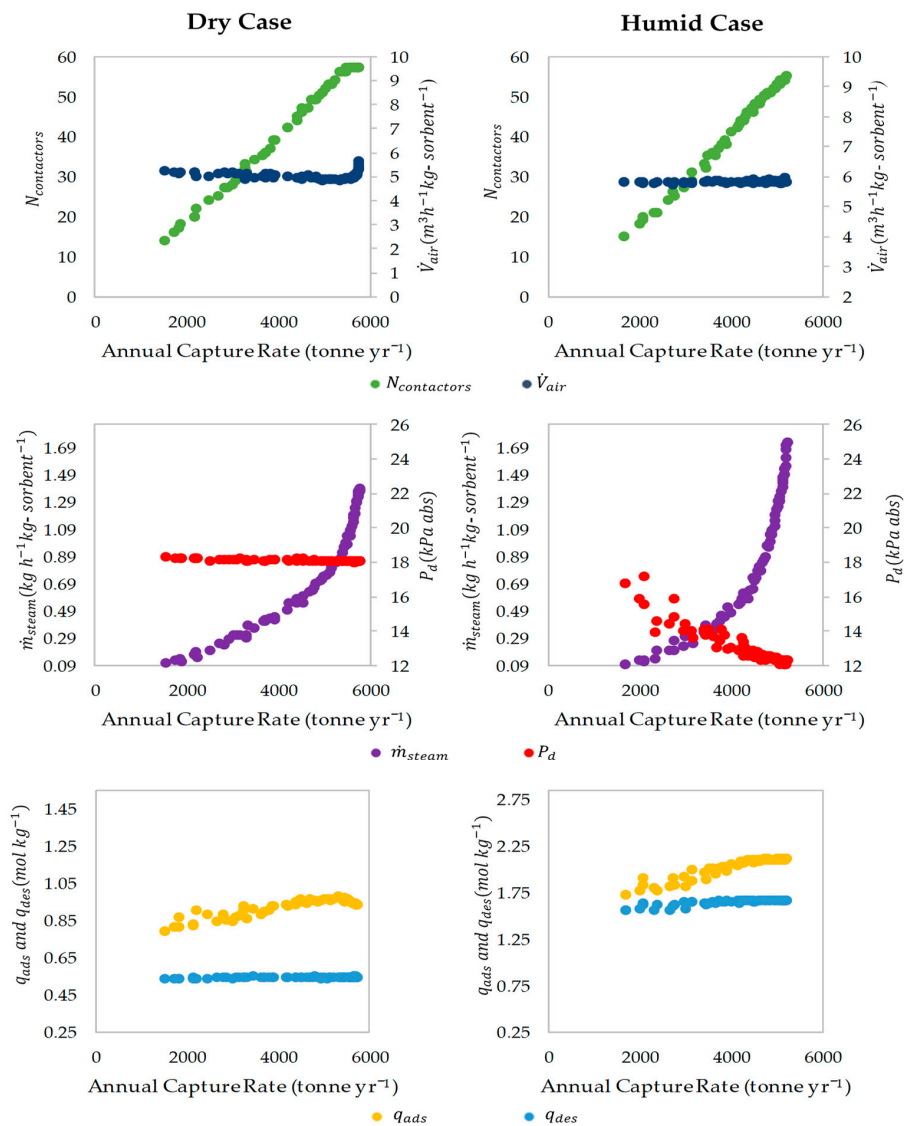 Dry Case
Humid Case
60
50
40
30
20
10
0
N_contactors
10
9
8
7
6
5
4
3
2
1
0
V̇_air (m³h⁻¹kg-sorbent⁻¹)
0 2000 4000 6000
Annual Capture Rate (tonne yr⁻¹)
60
50
40
30
20
10
0
N_contactors
10
9
8
7
6
5
4
3
2
V̇_air (m³h⁻¹kg-sorbent⁻¹)
0 2000 4000 6000
Annual Capture Rate (tonne yr⁻¹)
N_contactors
V̇_air
1.69
1.49
1.29
1.09
0.89
0.69
0.49
0.29
0.09
ṁ_steam (kg h⁻¹kg-sorbent⁻¹)
26
24
22
20
18
16
14
12
P_d (kPa abs)
0 2000 4000 6000
Annual Capture Rate (tonne yr⁻¹)
1.69
1.49
1.29
1.09
0.89
0.69
0.49
0.29
0.09
ṁ_steam (kg h⁻¹kg-sorbent⁻¹)
26
24
22
20
18
16
14
12
P_d (kPa abs)
0 2000 4000 6000
Annual Capture Rate (tonne yr⁻¹)
ṁ_steam
P_d
1.45
1.25
1.05
0.85
0.65
0.45
0.25
q_ads and q_des (mol kg⁻¹)
0 2000 4000 6000
Annual Capture Rate (tonne yr⁻¹)
2.75
2.25
1.75
1.25
0.75
0.25
q_ads and q_des (mol kg⁻¹)
0 2000 4000 6000
Annual Capture Rate (tonne yr⁻¹)
q_ads
q_des